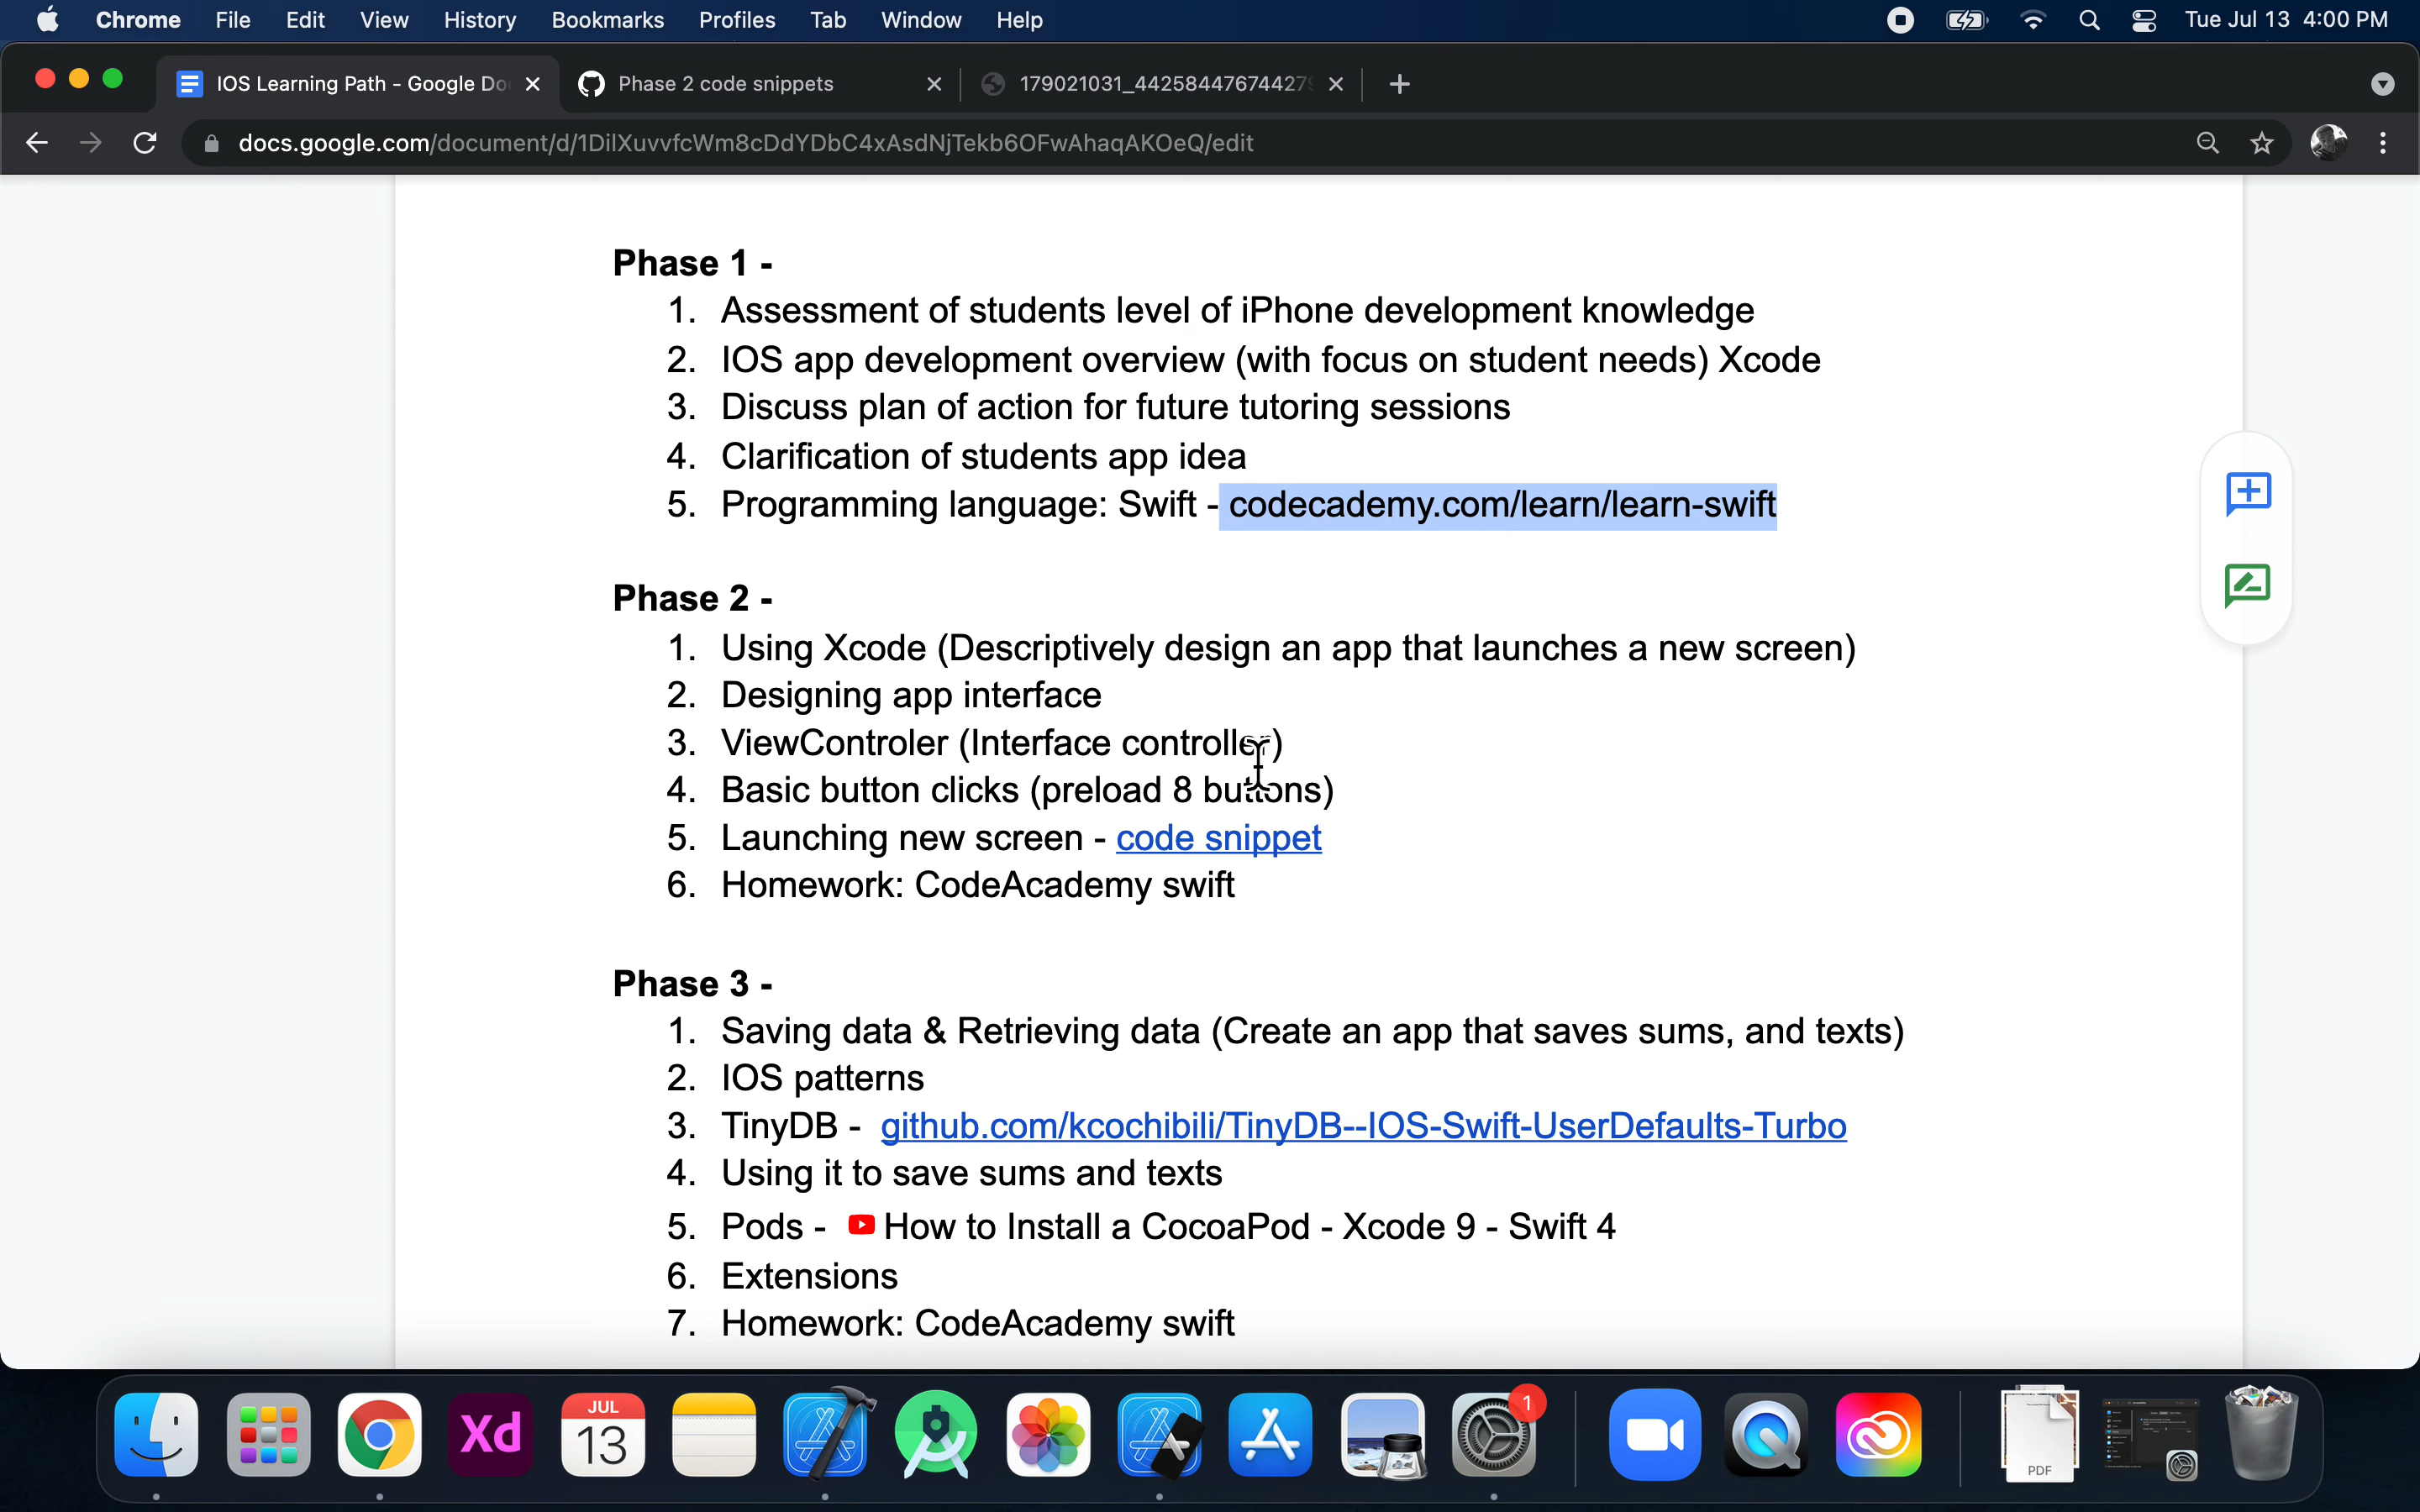 Chrome File Edit View History Bookmarks Profiles Tab Window Help Tue Jul 13 4:00 PM
IOS Learning Path - Google Do Phase 2 code snippets 179021031_44258447674427
docs.google.com/document/d/1DilXuvvfcWm8cDdYDbC4xAsdNjTekb6OFwAhaqAKOeQ/edit
Phase 1 -
1. Assessment of students level of iPhone development knowledge
2. IOS app development overview (with focus on student needs) Xcode
3. Discuss plan of action for future tutoring sessions
4. Clarification of students app idea
5. Programming language: Swift - codecademy.com/learn/learn-swift
Phase 2 -
1. Using Xcode (Descriptively design an app that launches a new screen)
2. Designing app interface
3. ViewControler (Interface controller)
4. Basic button clicks (preload 8 buttons)
5. Launching new screen - code snippet
6. Homework: CodeAcademy swift
Phase 3 -
1. Saving data & Retrieving data (Create an app that saves sums, and texts)
2. IOS patterns
3. TinyDB - github.com/kcochibili/TinyDB--IOS-Swift-UserDefaults-Turbo
4. Using it to save sums and texts
5. Pods - How to Install a CocoaPod - Xcode 9 - Swift 4
6. Extensions
7. Homework: CodeAcademy swift
Xd JUL 13 1 PDF